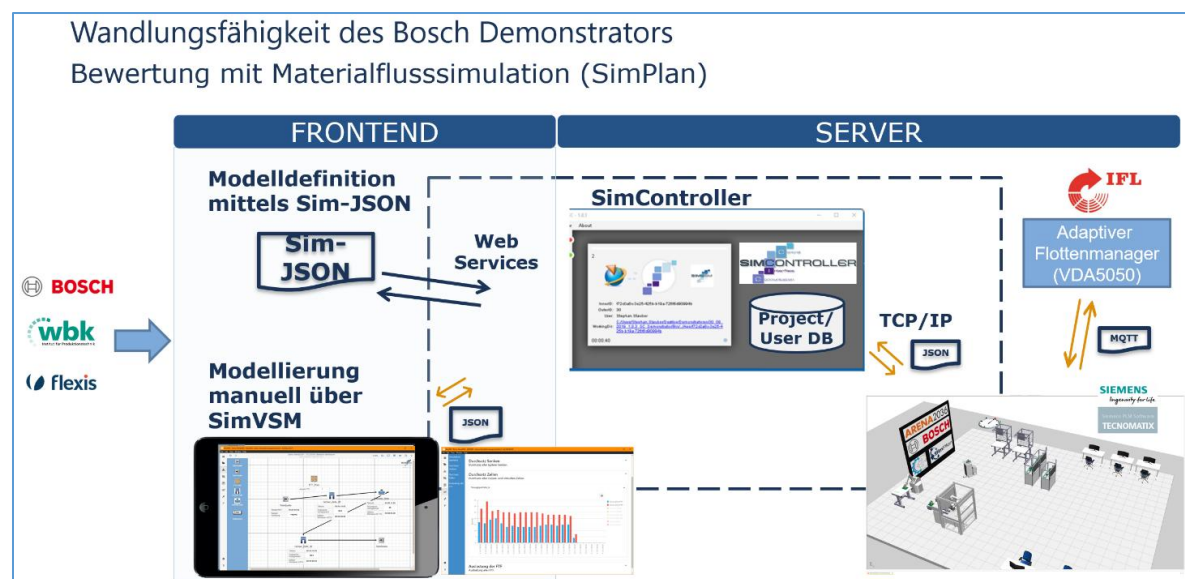 Wandlungsfähigkeit des Bosch Demonstrators
Bewertung mit Materialflusssimulation (SimPlan)
FRONTEND
SERVER
Modelldefinition
mittels Sim-JSON
Sim-
JSON
Web
Services
SimController
About
SIMCONTROLLER
Project/
User DB
TCP/IP
JSON
IFL
Adaptiver
Flottenmanager
(VDA5050)
MQTT
BOSCH
wbk
flexis
Modellierung
manuell über
SimVSM
JSON
SIEMENS
Ingenuity for life
TECNOMATIX
ARENA2036
BOSCH